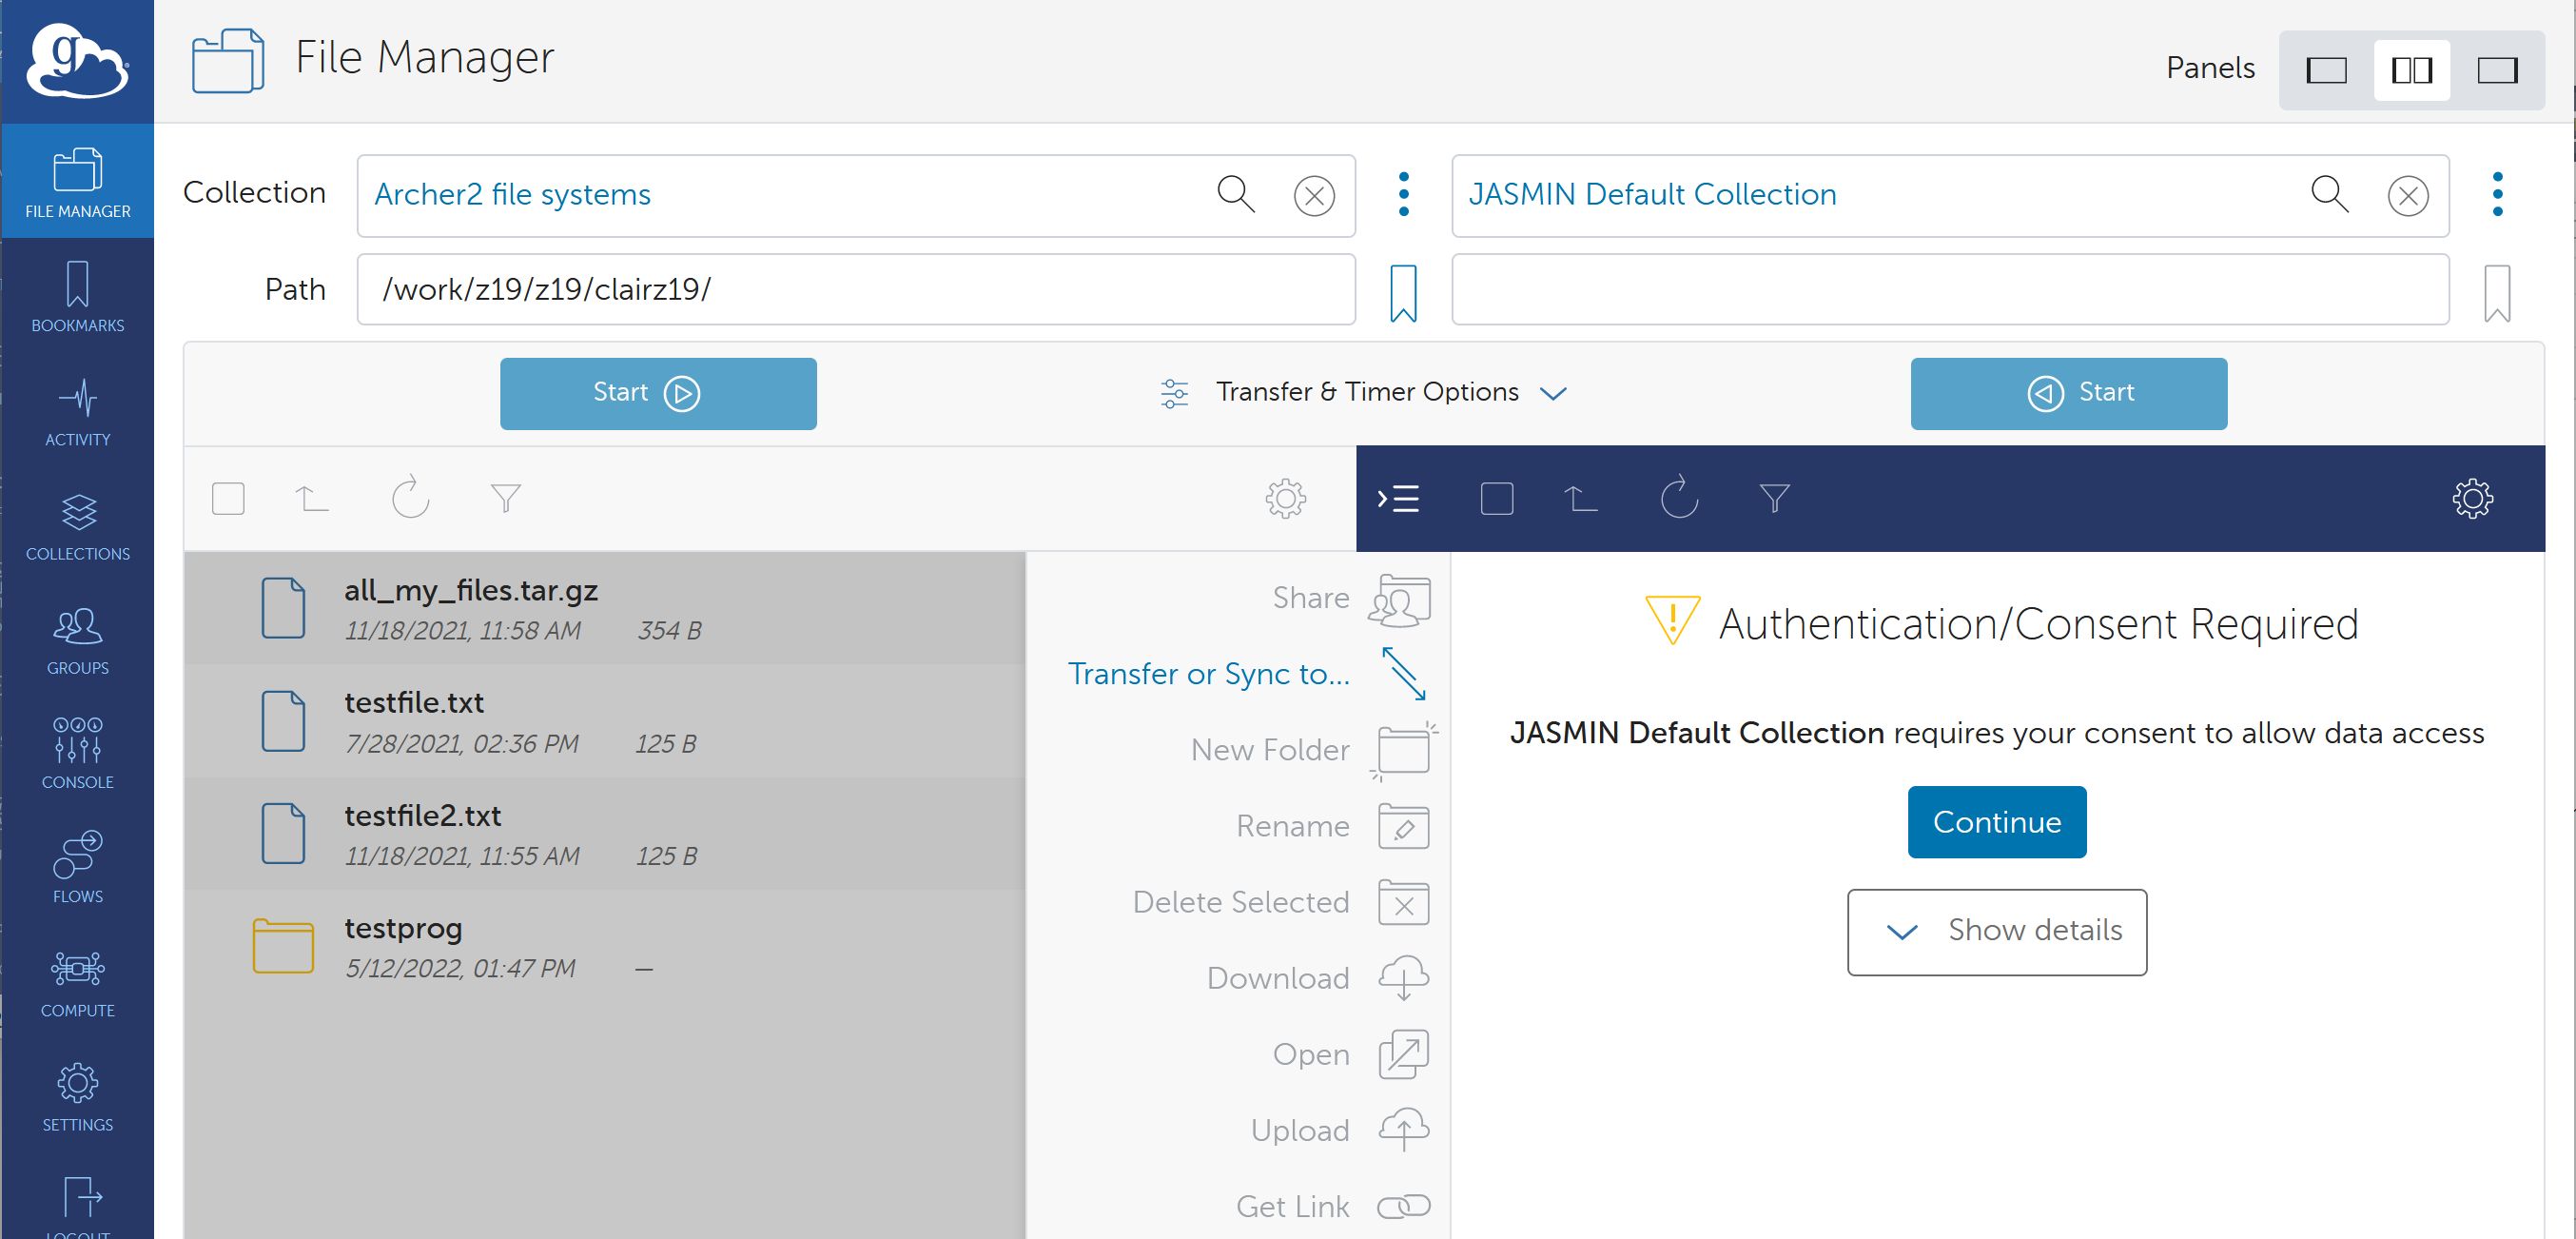 g
File Manager
Panels
FILE MANAGER
BOOKMARKS
ACTIVITY
COLLECTIONS
GROUPS
CONSOLE
FLOWS
COMPUTE
SETTINGS
LOGOUT
Collection
Archer2 file systems
JASMIN Default Collection
Path
/work/z19/z19/clairz19/
Start
Transfer & Timer Options
Start
all_my_files.tar.gz
11/18/2021, 11:58 AM 354 B
testfile.txt
7/28/2021, 02:36 PM 125 B
testfile2.txt
11/18/2021, 11:55 AM 125 B
testprog
5/12/2022, 01:47 PM –
Share
Transfer or Sync to...
New Folder
Rename
Delete Selected
Download
Open
Upload
Get Link
Authentication/Consent Required
JASMIN Default Collection requires your consent to allow data access
Continue
Show details